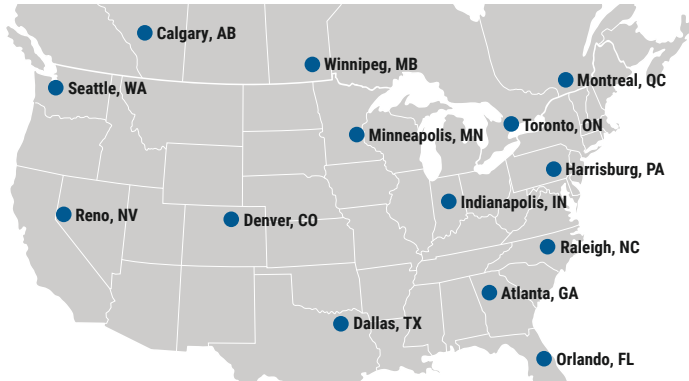 Calgary, AB
Winnipeg, MB
Montreal, QC
Seattle, WA
Toronto, ON
Minneapolis, MN
Harrisburg, PA
Indianapolis, IN
Reno, NV
Denver, CO
Raleigh, NC
Atlanta, GA
Dallas, TX
Orlando, FL